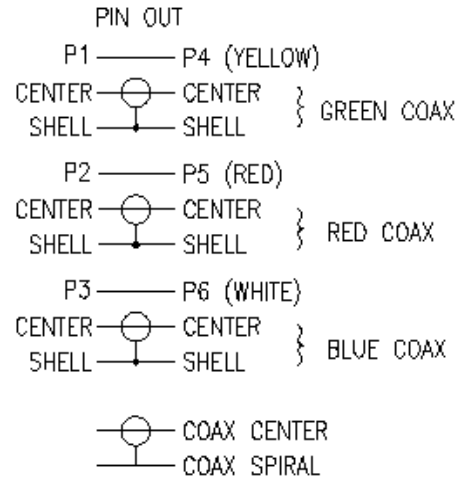 PIN OUT
P1 P4 (YELLOW)
CENTER CENTER
GREEN COAX
SHELL SHELL
P2 P5 (RED)
CENTER CENTER
RED COAX
SHELL SHELL
P3 P6 (WHITE)
CENTER CENTER
BLUE COAX
SHELL SHELL
COAX CENTER
COAX SPIRAL